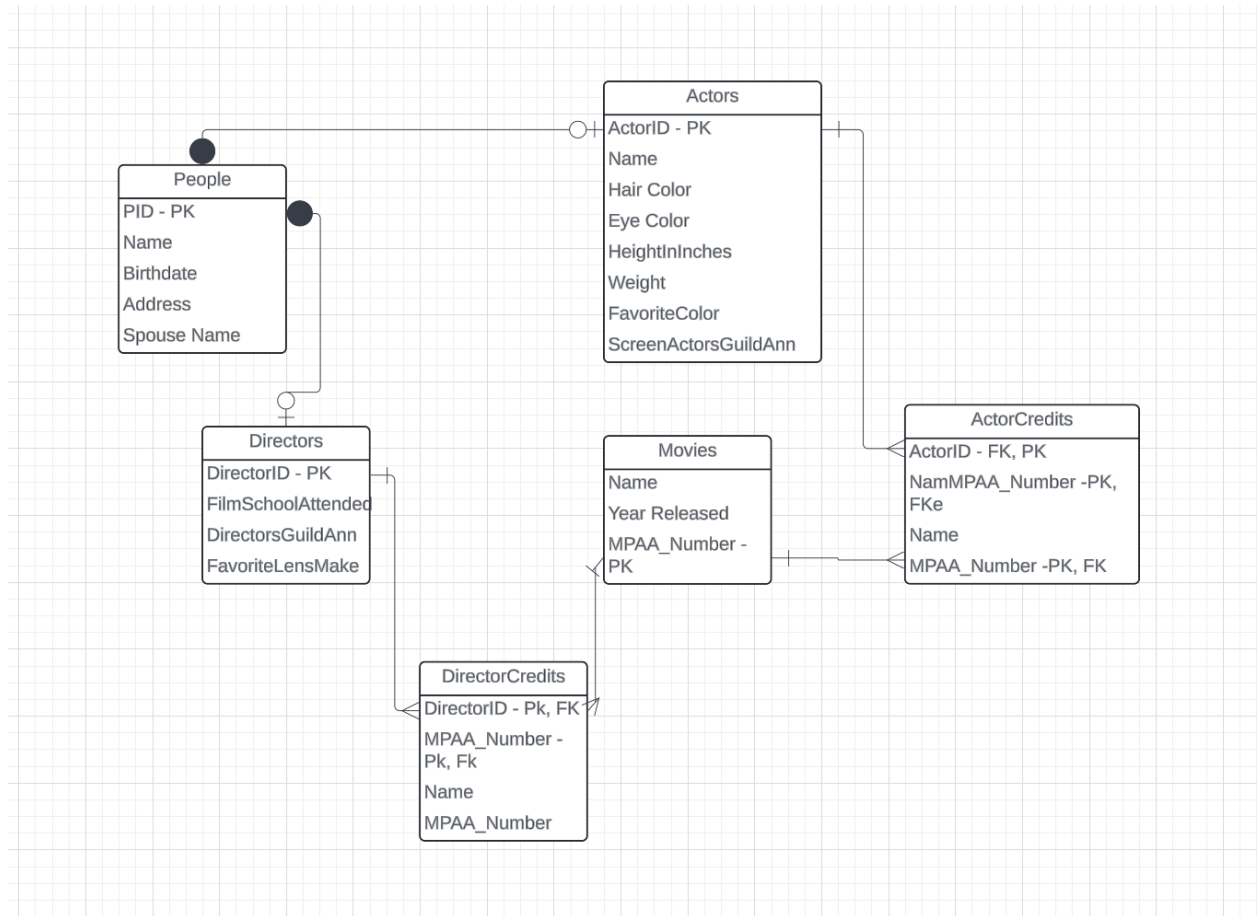 Actors
ActorID - PK
Name
Hair Color
Eye Color
HeightInInches
Weight
FavoriteColor
ScreenActorsGuildAnn
People
PID - PK
Name
Birthdate
Address
Spouse Name
Directors
DirectorID - PK
FilmSchoolAttended
DirectorsGuildAnn
FavoriteLensMake
Movies
Name
Year Released
MPAA_Number -
PK
ActorCredits
ActorID - FK, PK
NamMPAA_Number -PK,
FKe
Name
MPAA_Number -PK, FK
DirectorCredits
DirectorID - Pk, FK
MPAA_Number -
Pk, Fk
Name
MPAA_Number